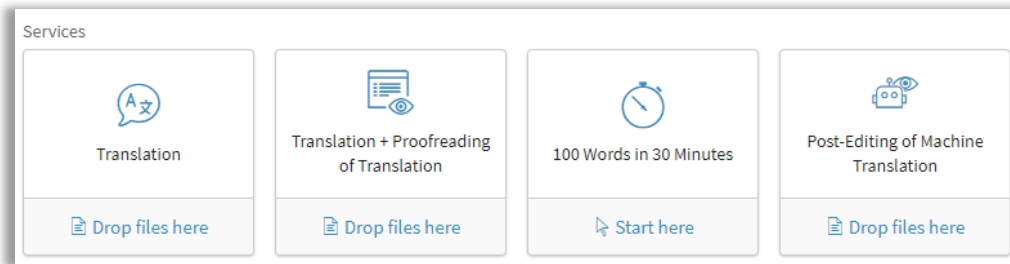 Services
A 文
Translation
Translation + Proofreading
of Translation
100 Words in 30 Minutes
Post-Editing of Machine
Translation
Drop files here
Drop files here
Start here
Drop files here